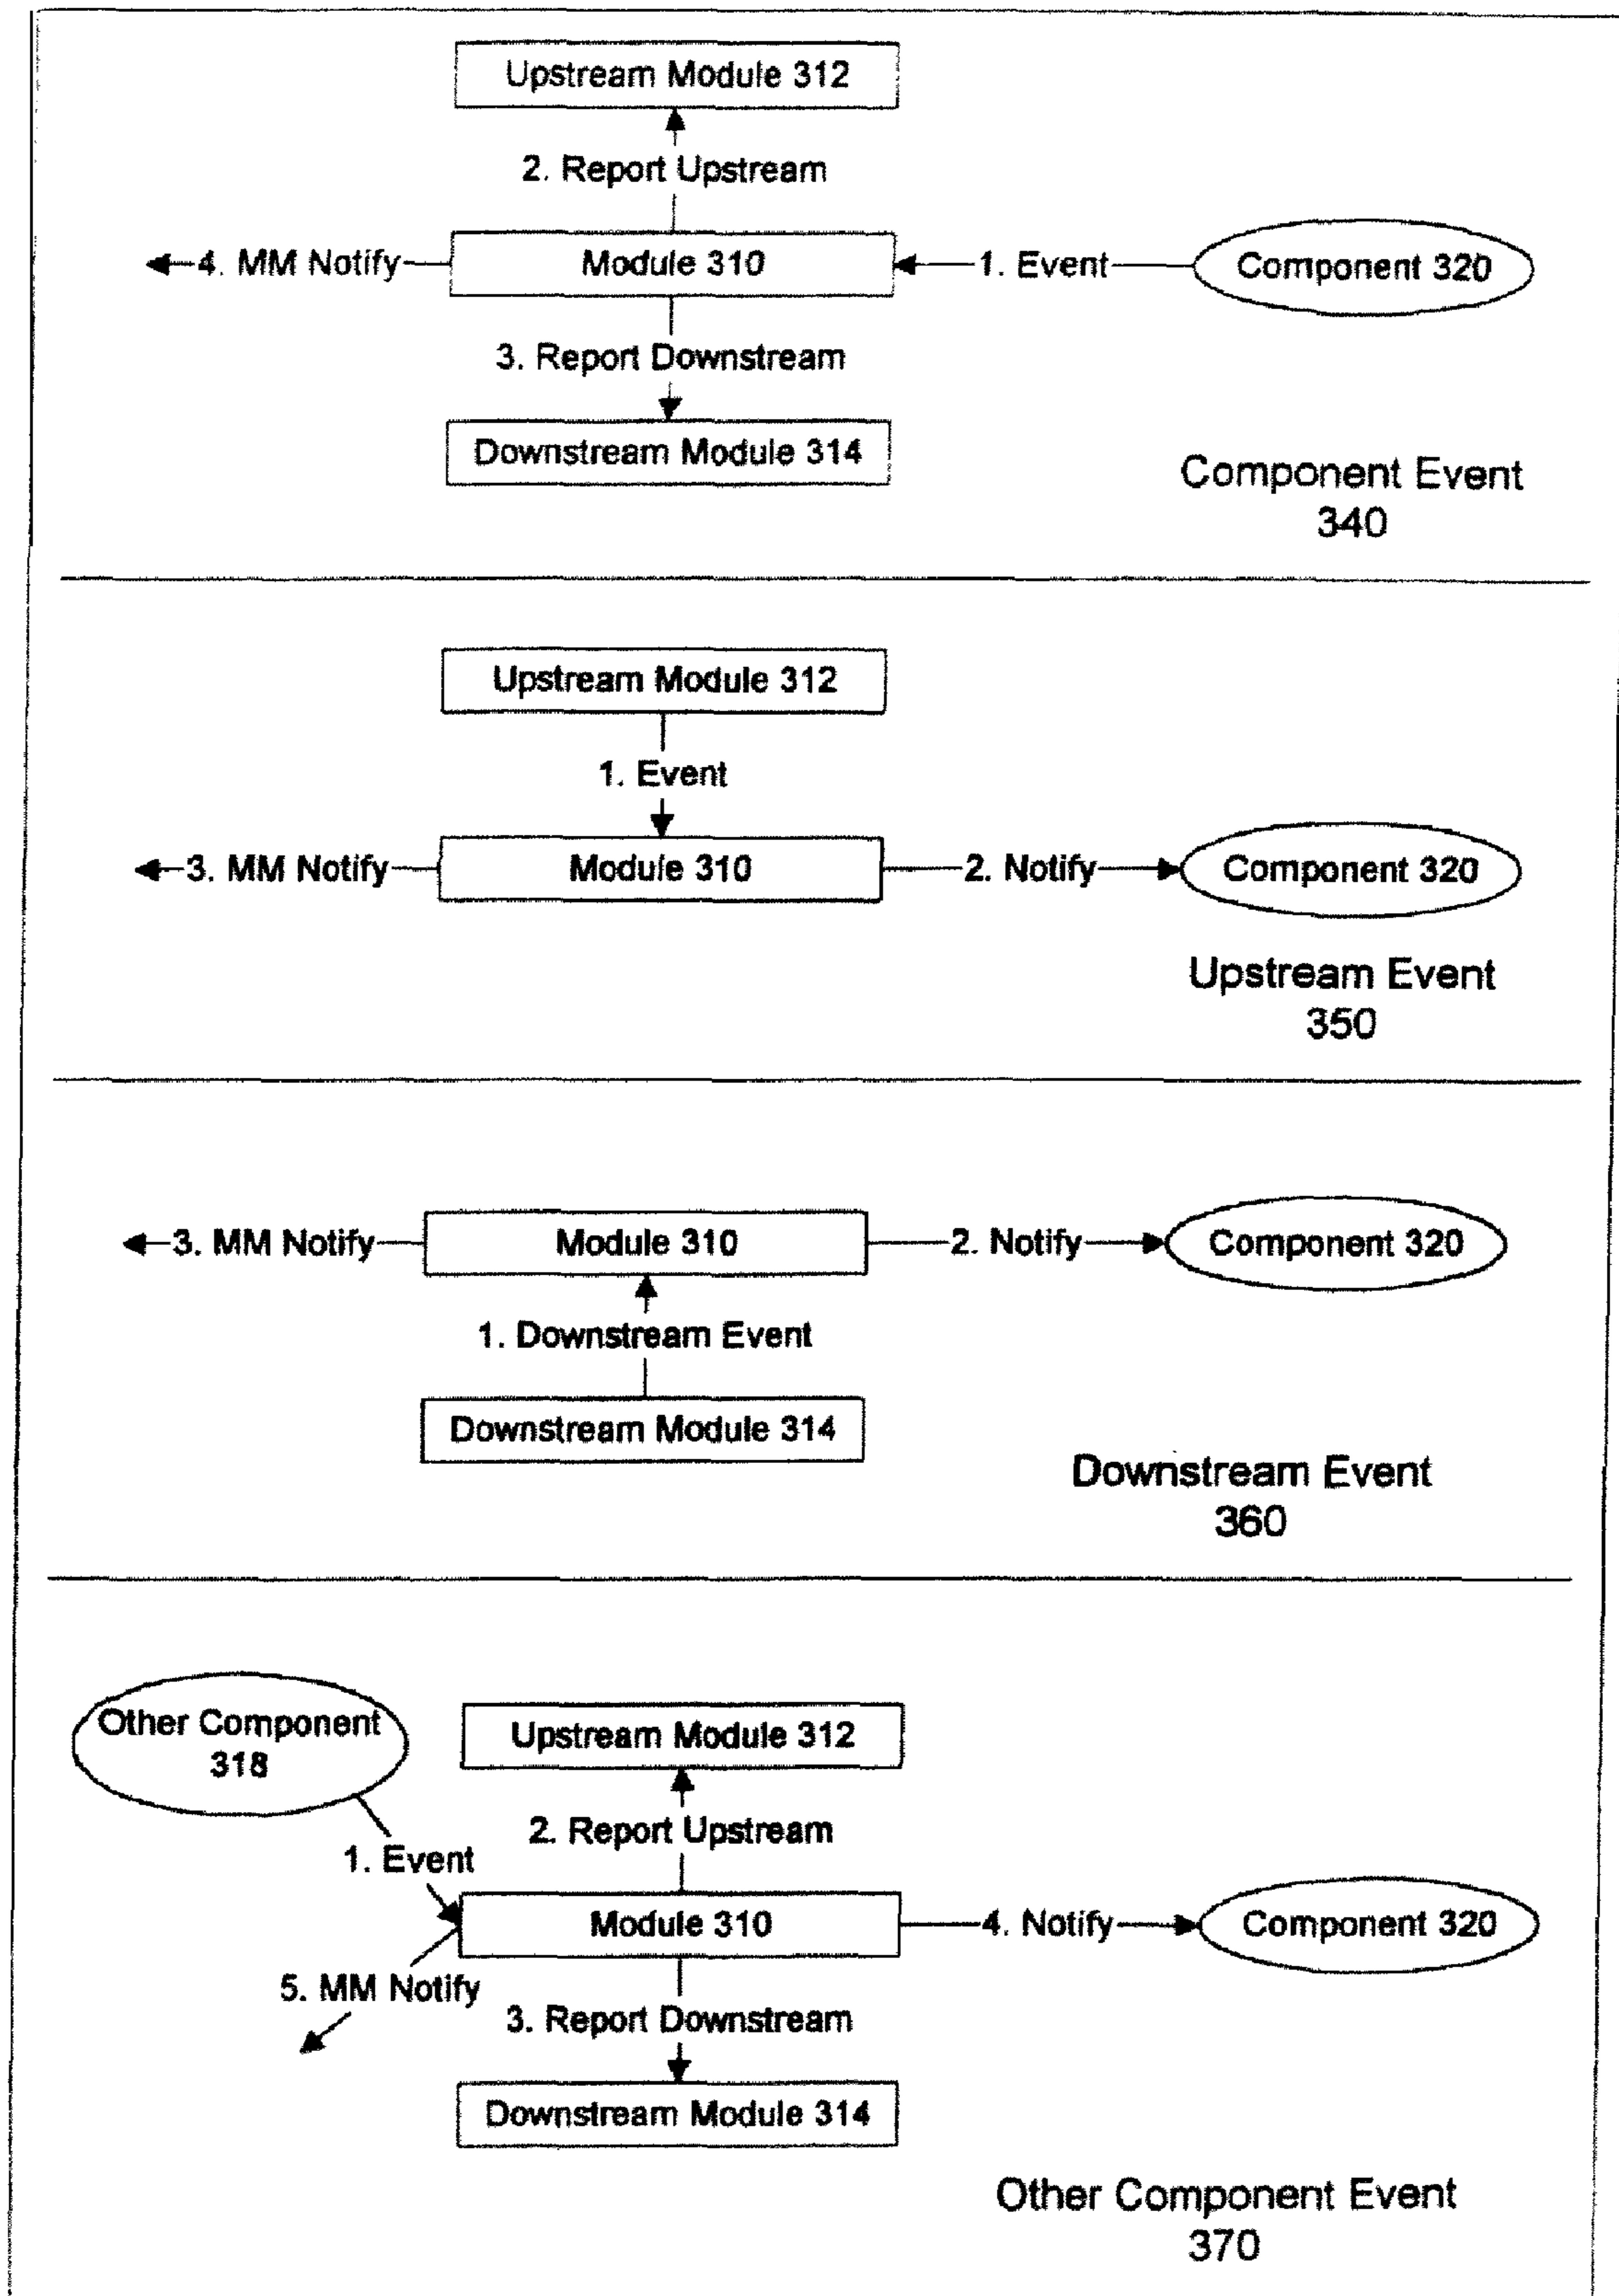 Upstream Module 312
2. Report Upstream
4. MM Notify
Module 310
1. Event
Component 320
3. Report Downstream
Downstream Module 314
Component Event
340
Upstream Module 312
1. Event
3. MM Notify
Module 310
2. Notify
Component 320
Upstream Event
350
3. MM Notify
Module 310
2. Notify
Component 320
1. Downstream Event
Downstream Module 314
Downstream Event
360
Other Component
318
Upstream Module 312
2. Report Upstream
1. Event
Module 310
4. Notify
Component 320
5. MM Notify
3. Report Downstream
Downstream Module 314
Other Component Event
370